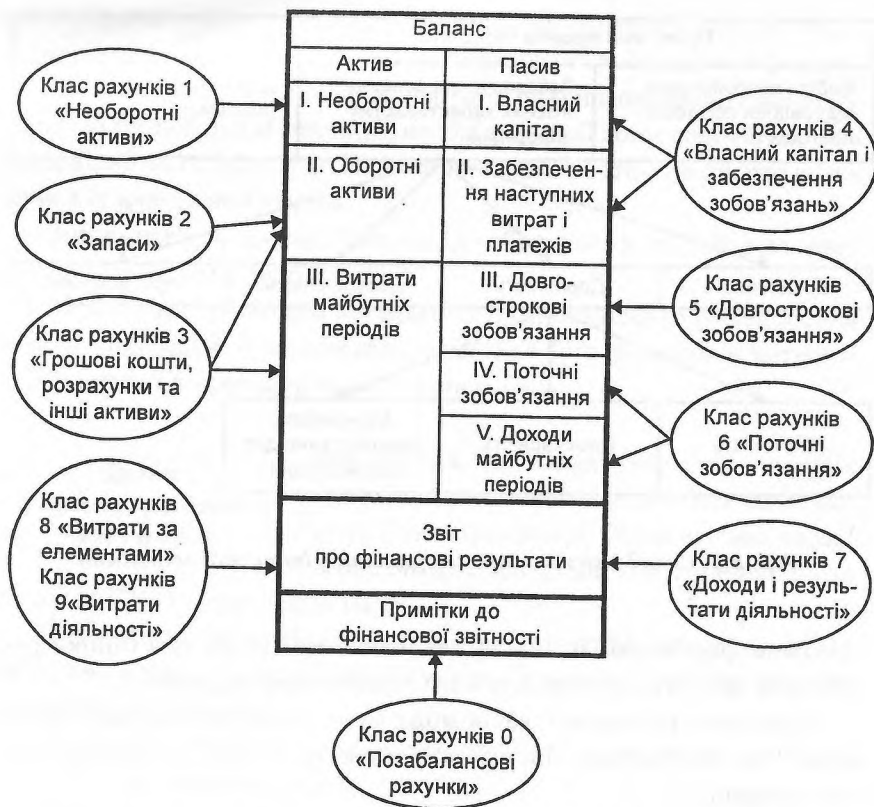 Баланс
Актив
Пасив
І. Необоротні
активи
І. Власний
капітал
ІІ. Оборотні
активи
ІІ. Забезпечен-
ня наступних
витрат і
платежів
ІІІ. Витрати
майбутніх
періодів
ІІІ. Довго-
строкові
зобов'язання
IV. Поточні
зобов'язання
V. Доходи
майбутніх
періодів
Звіт
про фінансові результати
Примітки до
фінансової звітності
Клас рахунків 1
«Необоротні
активи»
Клас рахунків 2
«Запаси»
Клас рахунків 3
«Грошові кошти,
розрахунки та
інші активи»
Клас рахунків
8 «Витрати за
елементами»
Клас рахунків
9«Витрати
діяльності»
Клас рахунків 4
«Власний капітал і
забезпечення
зобов'язань»
Клас рахунків
5 «Довгострокові
зобов'язання»
Клас рахунків
6 «Поточні
зобов'язання»
Клас рахунків 7
«Доходи і резуль-
тати діяльності»
Клас рахунків 0
«Позабалансові
рахунки»